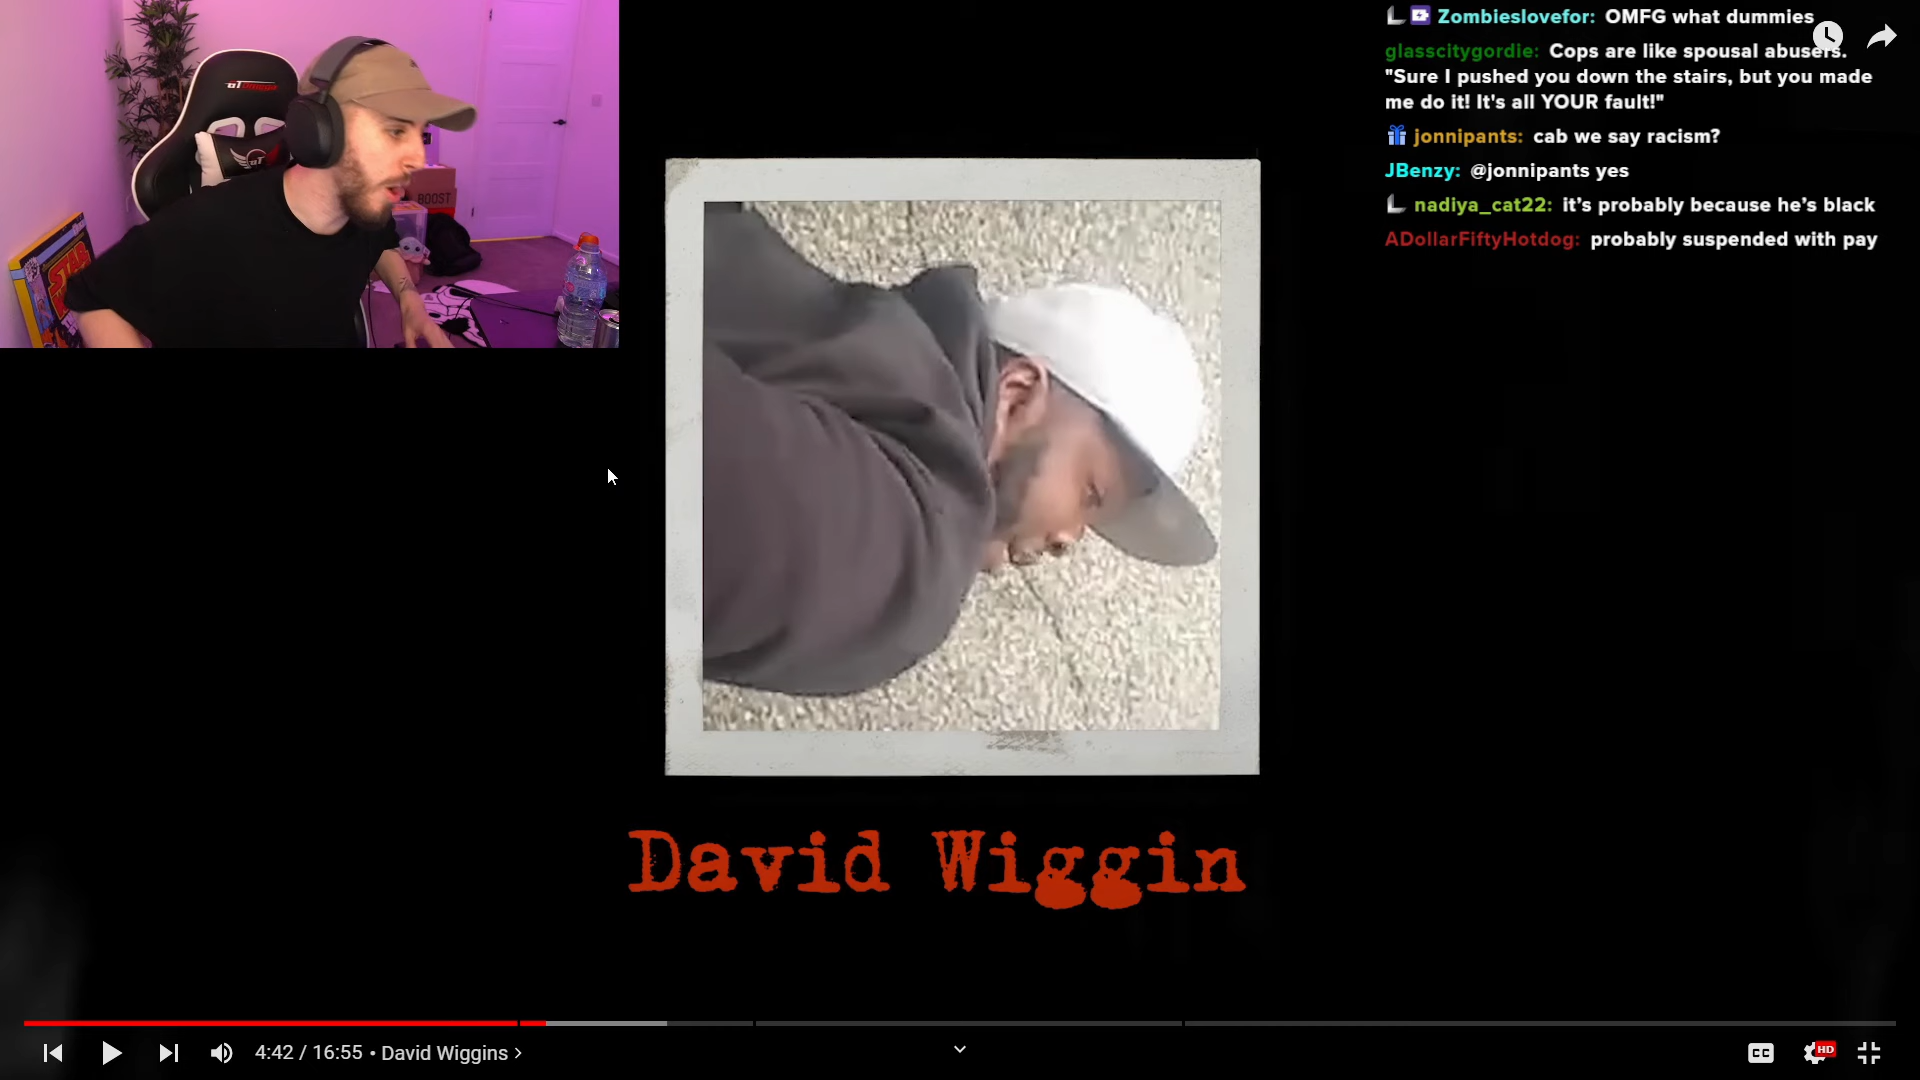 Zombieslovefor: OMFG what dummies
glasscitygordie: Cops are like spousal abusers.
"Sure I pushed you down the stairs, but you made
me do it! It's all YOUR fault!"
jonnipants: cab we say racism?
JBenzy: @jonnipants yes
nadiya_cat22: it's probably because he's black
ADollarFiftyHotdog: probably suspended with pay
BOOST
STAR
David Wiggin
4:42 / 16:55 • David Wiggins >
CC
HD